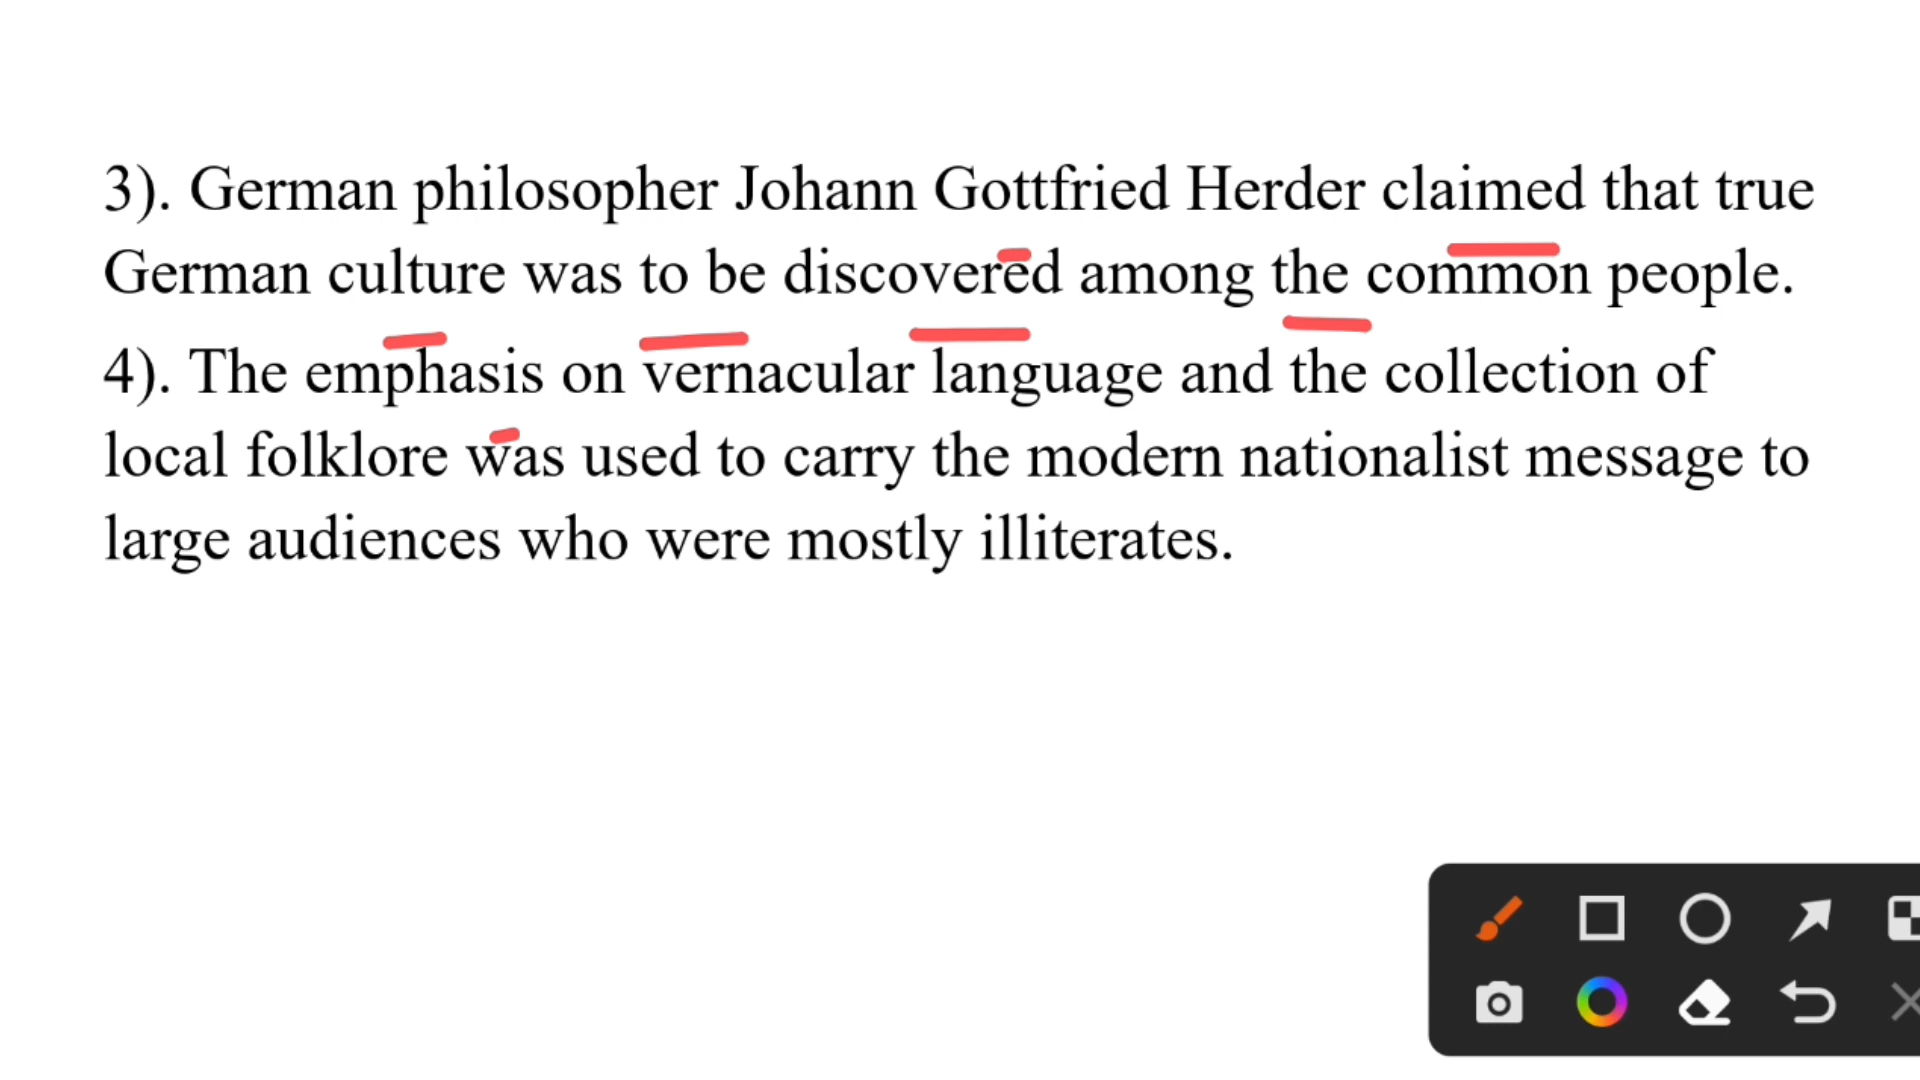 3). German philosopher Johann Gottfried Herder claimed that true
German culture was to be discovered among the common people.
4). The emphasis on vernacular language and the collection of
local folklore was used to carry the modern nationalist message to
large audiences who were mostly illiterates.